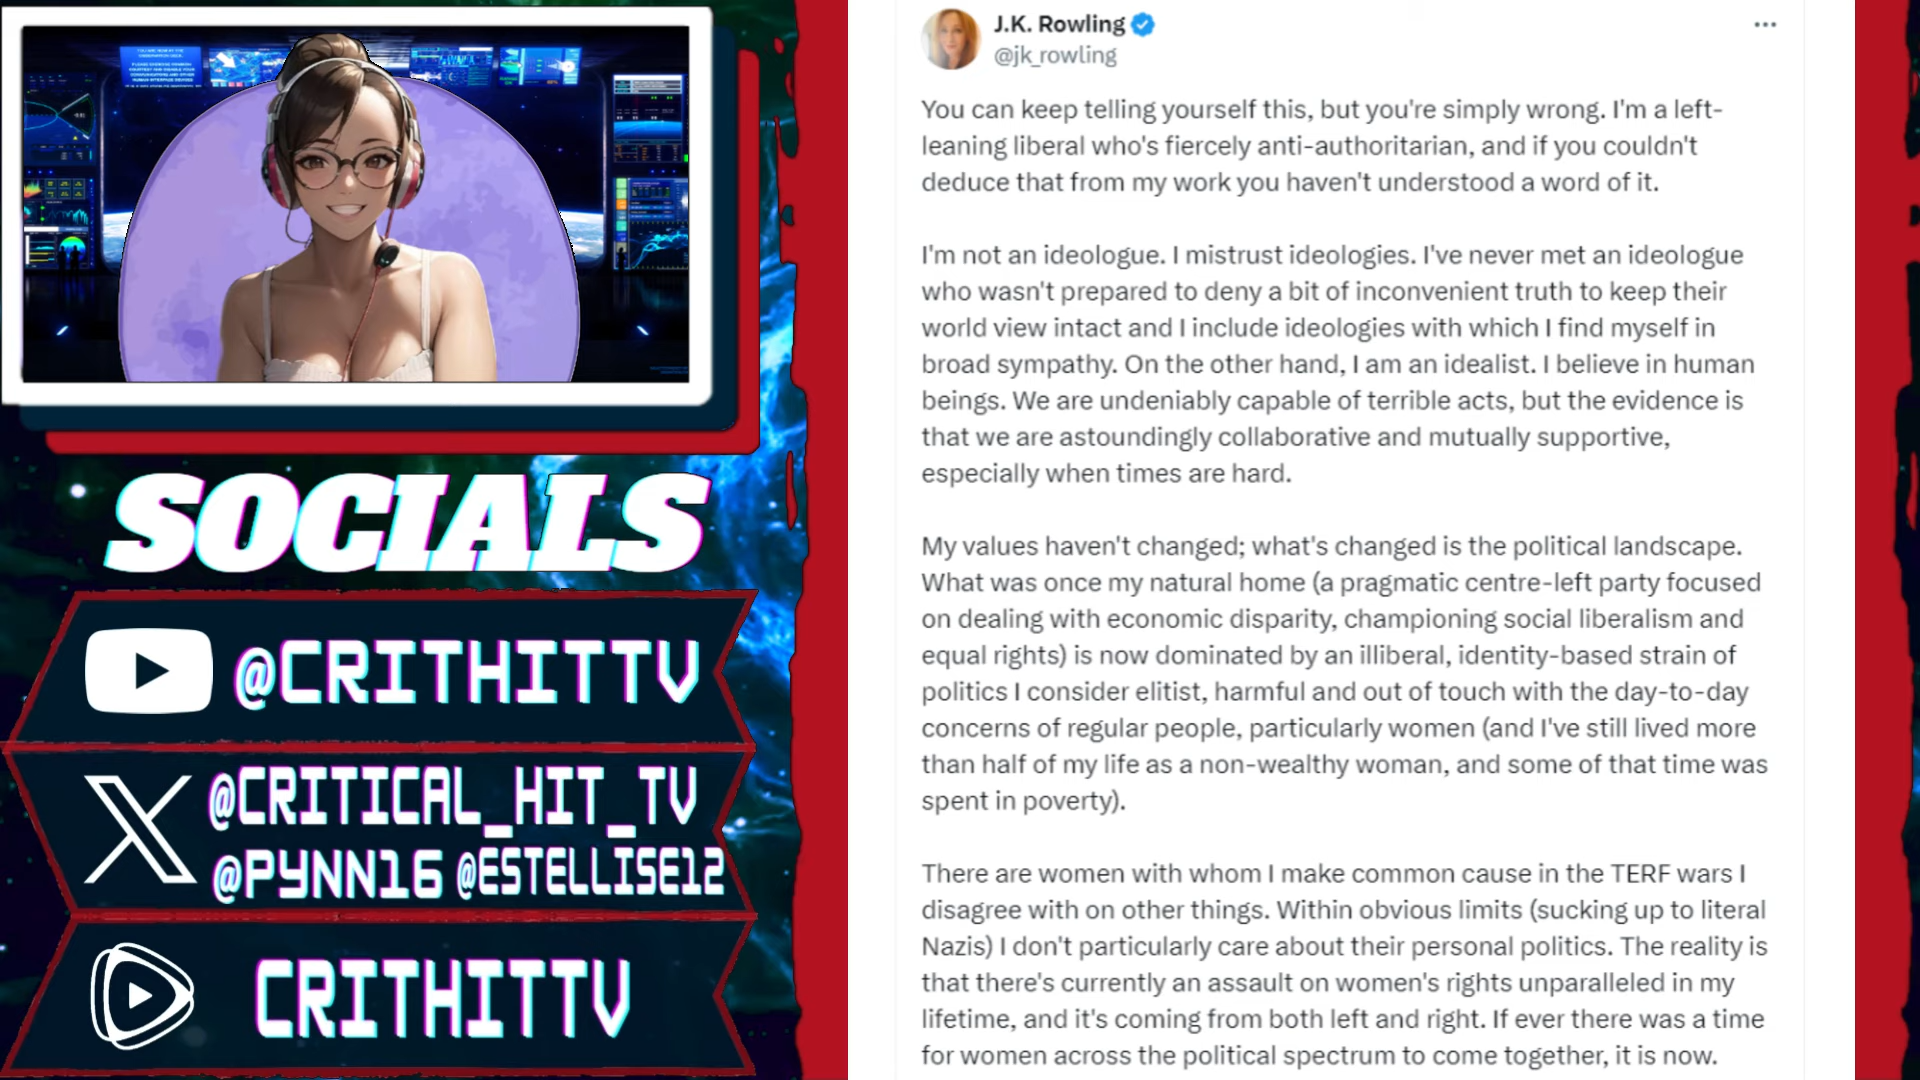 SOCIALS
@CRITHITTV
@CRITICAL_HIT_TV
@PYNN16 @ESTELLISE12
CRITHITTV
J.K. Rowling
@jk_rowling
You can keep telling yourself this, but you're simply wrong. I'm a left-
leaning liberal who's fiercely anti-authoritarian, and if you couldn't
deduce that from my work you haven't understood a word of it.
I'm not an ideologue. I mistrust ideologies. I've never met an ideologue
who wasn't prepared to deny a bit of inconvenient truth to keep their
world view intact and I include ideologies with which I find myself in
broad sympathy. On the other hand, I am an idealist. I believe in human
beings. We are undeniably capable of terrible acts, but the evidence is
that we are astoundingly collaborative and mutually supportive,
especially when times are hard.
My values haven't changed; what's changed is the political landscape.
What was once my natural home (a pragmatic centre-left party focused
on dealing with economic disparity, championing social liberalism and
equal rights) is now dominated by an illiberal, identity-based strain of
politics I consider elitist, harmful and out of touch with the day-to-day
concerns of regular people, particularly women (and I've still lived more
than half of my life as a non-wealthy woman, and some of that time was
spent in poverty).
There are women with whom I make common cause in the TERF wars I
disagree with on other things. Within obvious limits (sucking up to literal
Nazis) I don't particularly care about their personal politics. The reality is
that there's currently an assault on women's rights unparalleled in my
lifetime, and it's coming from both left and right. If ever there was a time
for women across the political spectrum to come together, it is now.